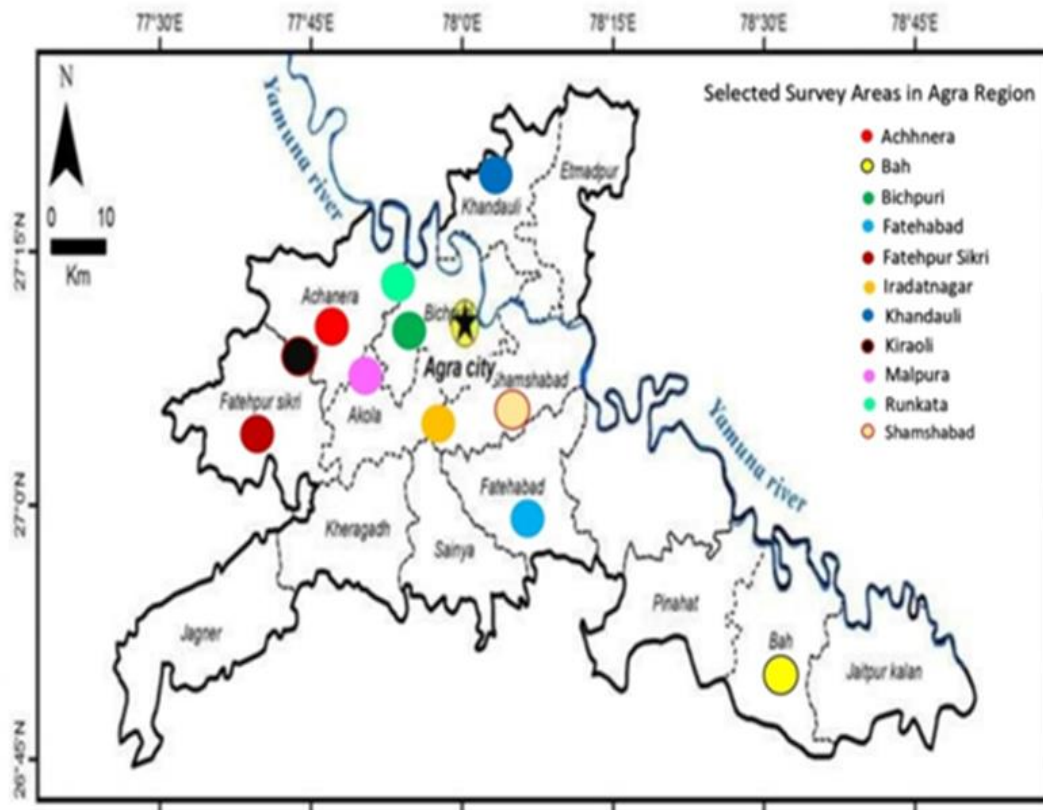 77°30'E 77°45'E 78°0'E 78°15'E 78°30'E 78°45'E
N
0 10
Km
27°15'N
27°0'N
26°45'N
Selected Survey Areas in Agra Region
Achhnera
Bah
Bichpuri
Fatehabad
Fatehpur Sikri
Iradatnagar
Khandauli
Kiraoli
Malpura
Runkata
Shamshabad
Yamuna river
Etmadpur
Khandauli
Achanera
Agra city
Shamshabad
Fatehpur sikri
Akola
Yamuna river
Fatehabad
Kheragadh
Sainya
Pinahat
Jagner
Bah
Jaitpur kalan